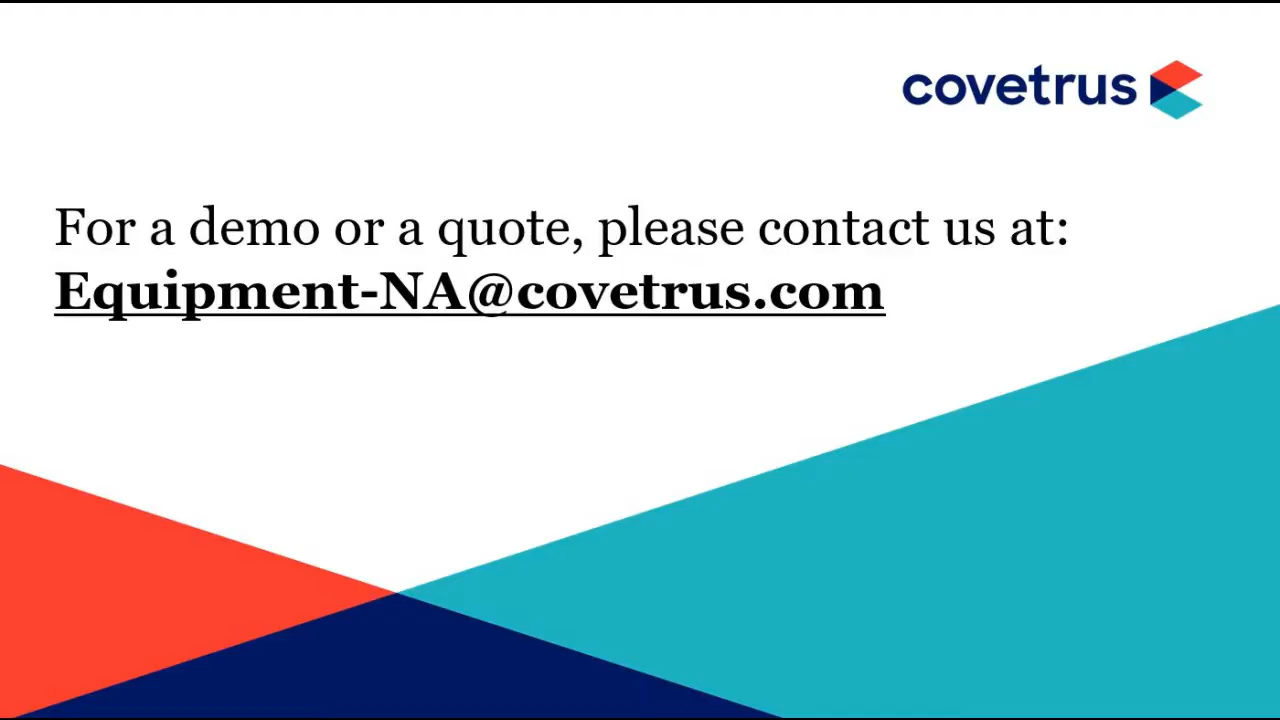 covetrus
For a demo or a quote, please contact us at:
Equipment-NA@covetrus.com